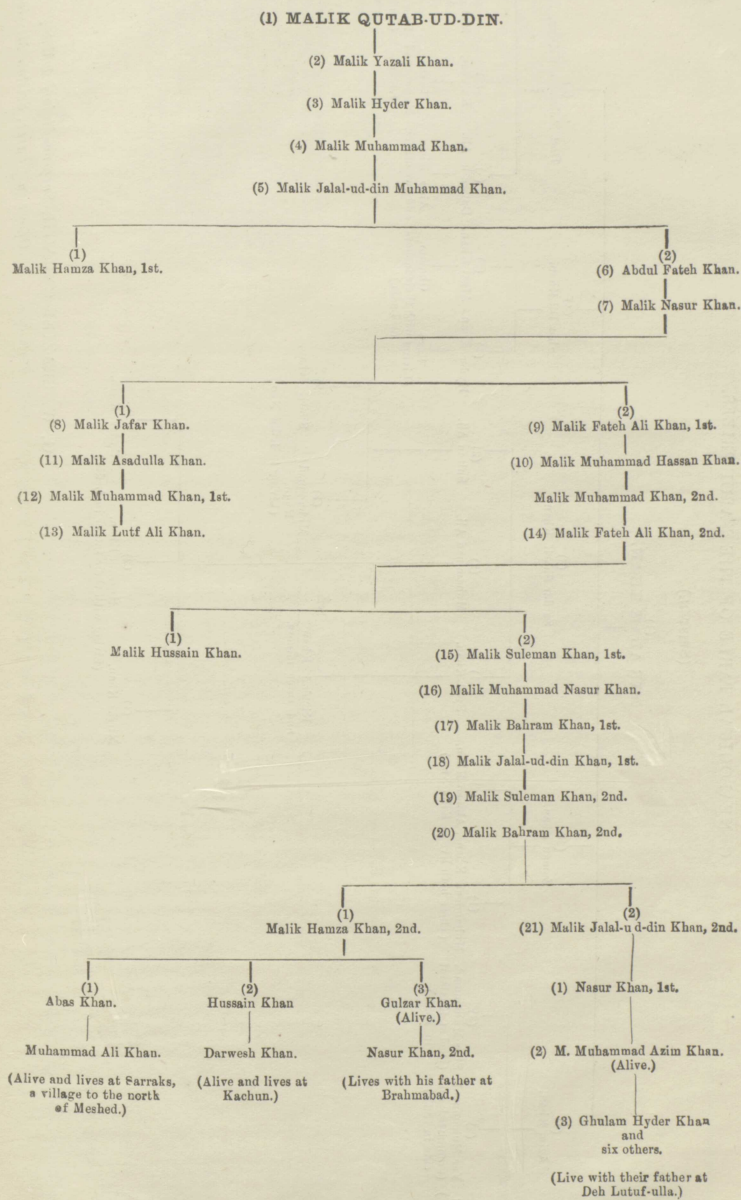 (1) MALIK QUTAB-UD-DIN.
(2) Malik Yazali Khan.
(3) Malik Hyder Khan.
(4) Malik Muhammad Khan.
(5) Malik Jalal-ud-din Muhammad Khan.
(1)
Malik Hamza Khan, 1st.
(2)
(6) Abdul Fateh Khan.
(7) Malik Nasur Khan.
(1)
(8) Malik Jafar Khan.
(11) Malik Asadulla Khan.
(12) Malik Muhammad Khan, 1st.
(13) Malik Lutf Ali Khan.
(2)
(9) Malik Fateh Ali Khan, 1st.
(10) Malik Muhammad Hassan Khan.
Malik Muhammad Khan, 2nd.
(14) Malik Fateh Ali Khan, 2nd.
(1)
Malik Hussain Khan.
(2)
(15) Malik Suleman Khan, 1st.
(16) Malik Muhammad Nasur Khan.
(17) Malik Bahram Khan, 1st.
(18) Malik Jalal-ud-din Khan, 1st.
(19) Malik Suleman Khan, 2nd.
(20) Malik Bahram Khan, 2nd.
(1)
Malik Hamza Khan, 2nd.
(1)
Abas Khan.
Muhammad Ali Khan.
(Alive and lives at Sarraks,
a village to the north
of Meshed.)
(2)
Hussain Khan
Darwesh Khan.
(Alive and lives at
Kachun.)
(3)
Gulzar Khan.
(Alive.)
Nasur Khan, 2nd.
(Lives with his father at
Brahmabad.)
(2)
(21) Malik Jalal-ud-din Khan, 2nd.
(1) Nasur Khan, 1st.
(2) M. Muhammad Azim Khan.
(Alive.)
(3) Ghulam Hyder Khan
and
six others.
(Live with their father at
Deh Lutuf-ulla.)